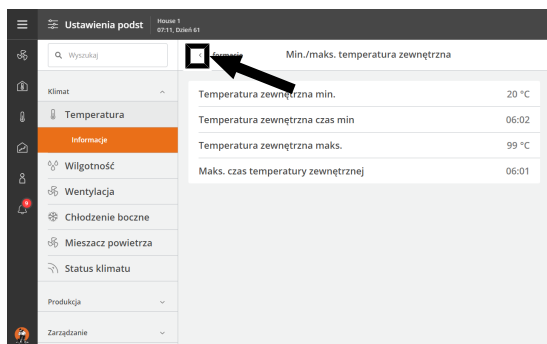 Ustawienia podst
House 1
07:11, Dzień 61
Wyszukaj
Min./maks. temperatura zewnętrzna
Klimat
Temperatura
Informacje
Wilgotność
Wentylacja
Chłodzenie boczne
Mieszacz powietrza
Status klimatu
Produkcja
Zarządzanie
Temperatura zewnętrzna min. 20 °C
Temperatura zewnętrzna czas min 06:02
Temperatura zewnętrzna maks. 99 °C
Maks. czas temperatury zewnętrznej 06:01